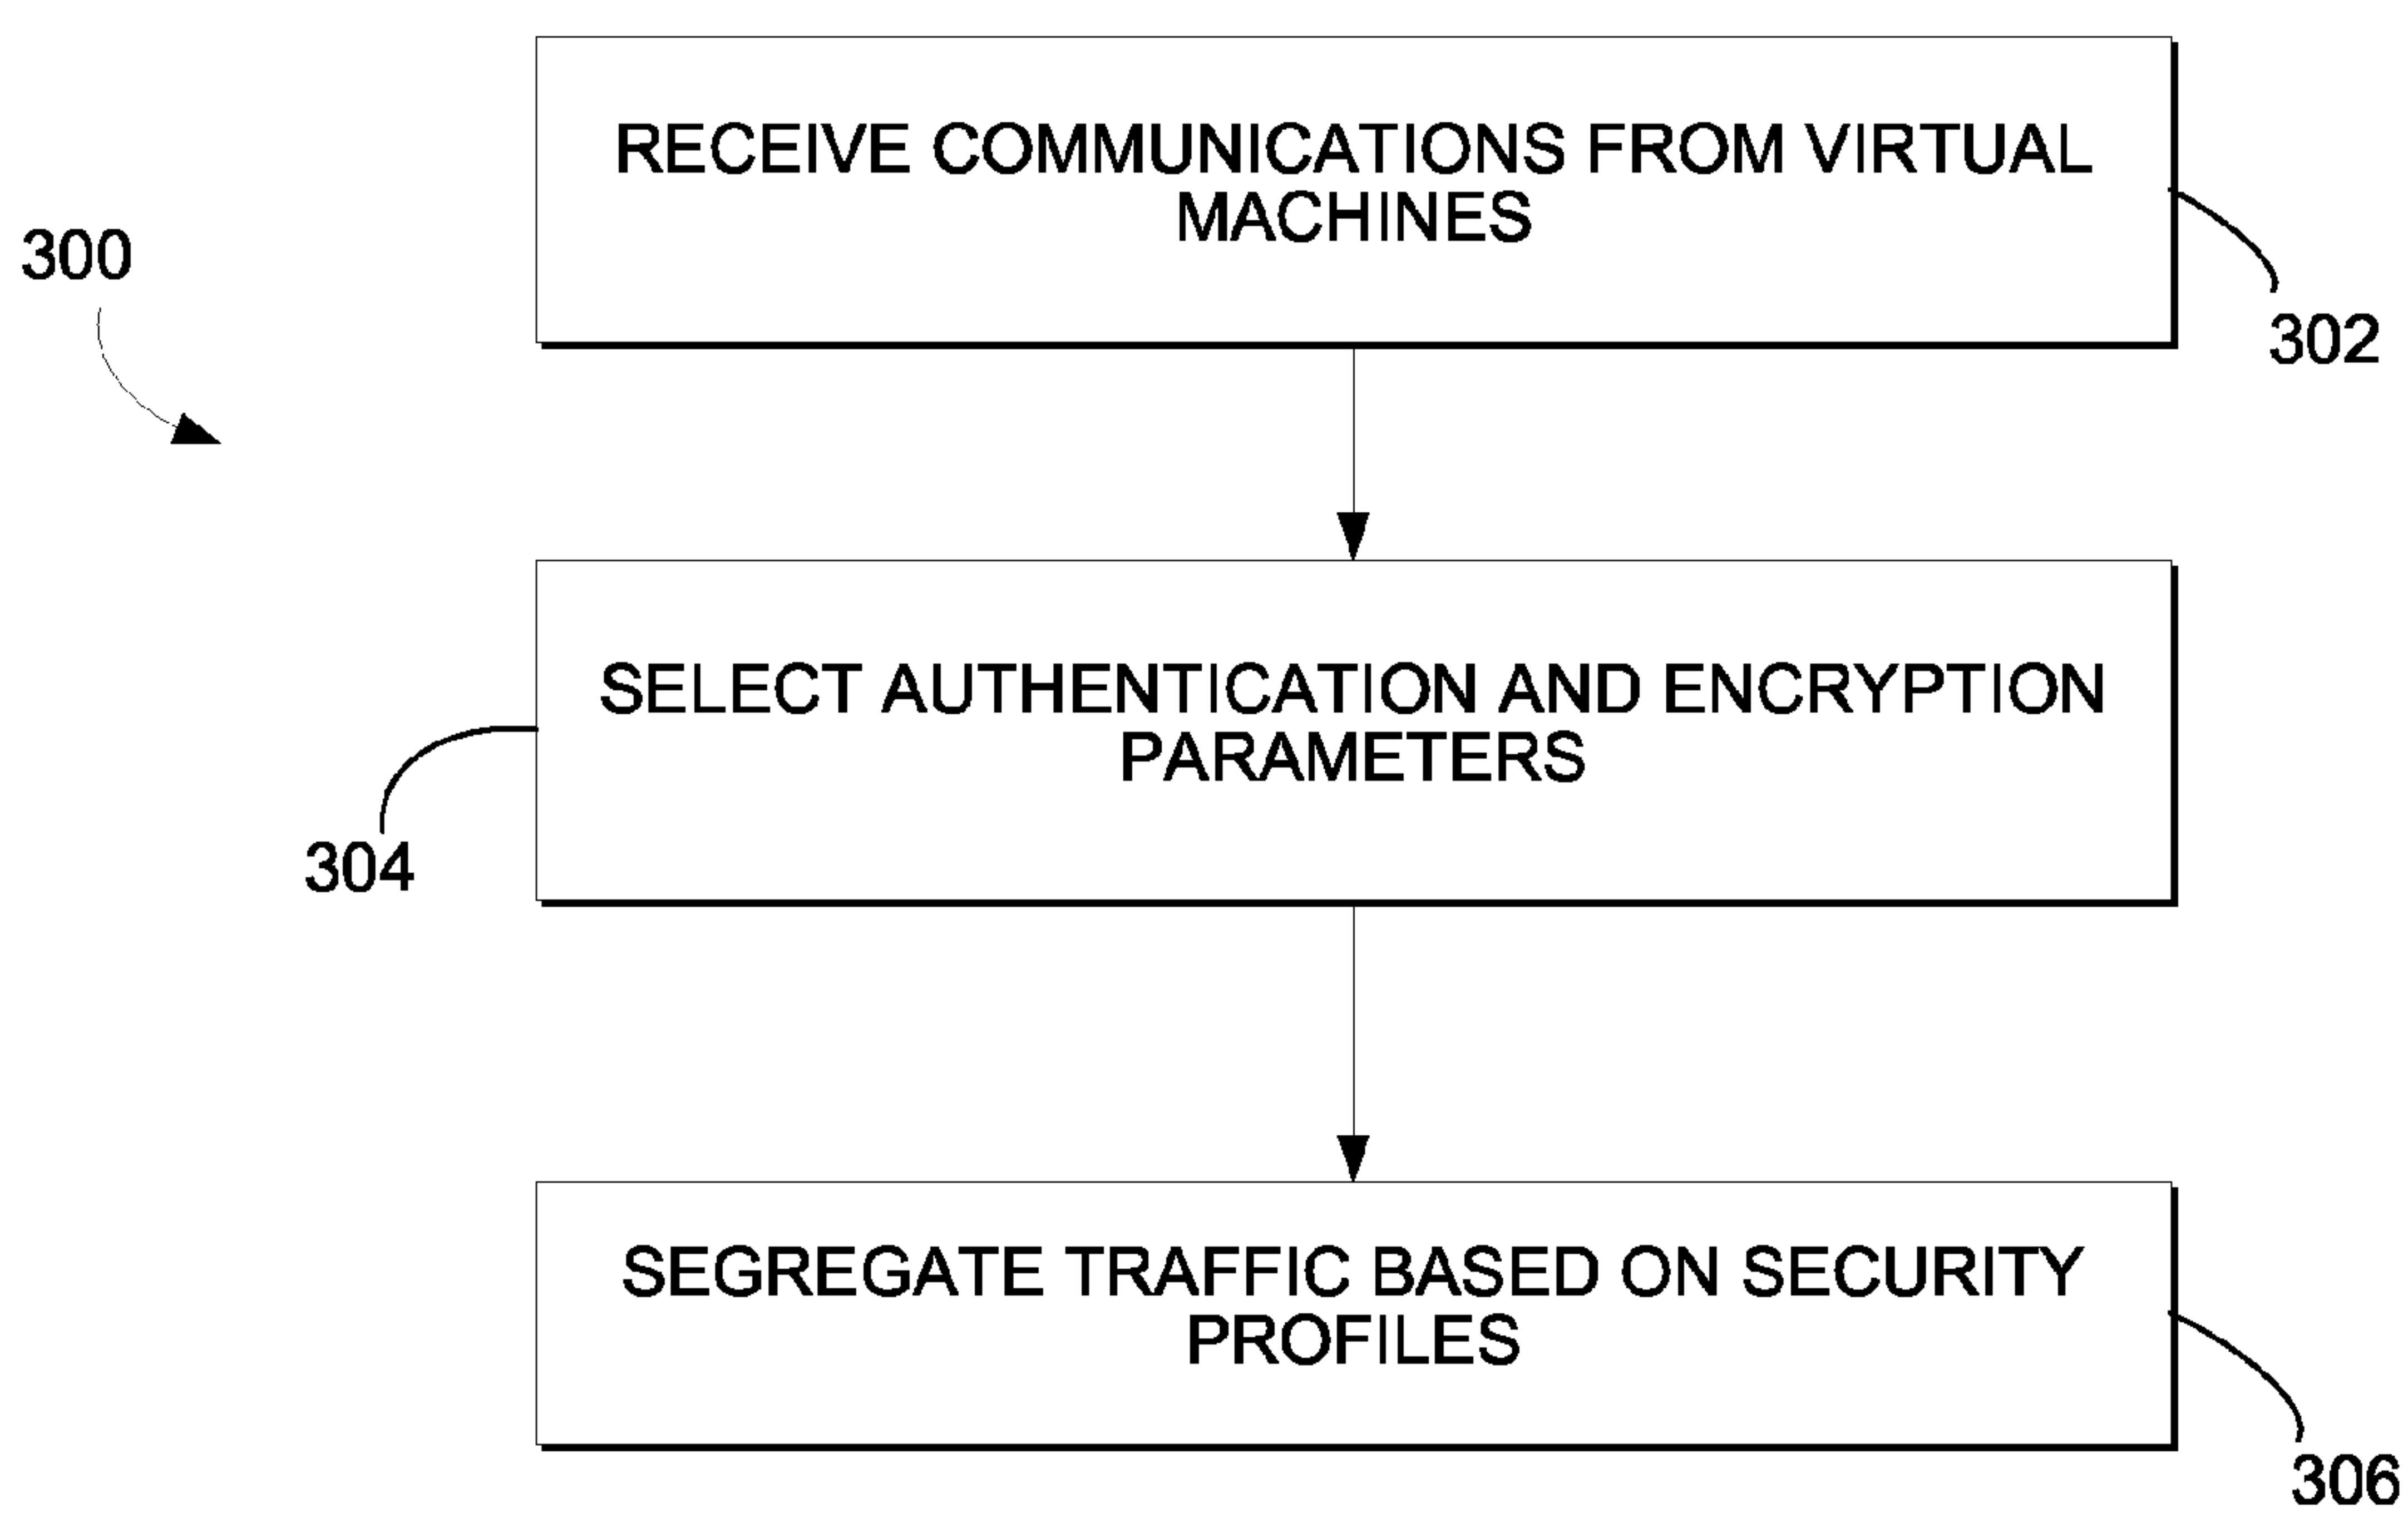 RECEIVE COMMUNICATIONS FROM VIRTUAL
MACHINES
300
302
SELECT AUTHENTICATION AND ENCRYPTION
PARAMETERS
304
SEGREGATE TRAFFIC BASED ON SECURITY
PROFILES
306